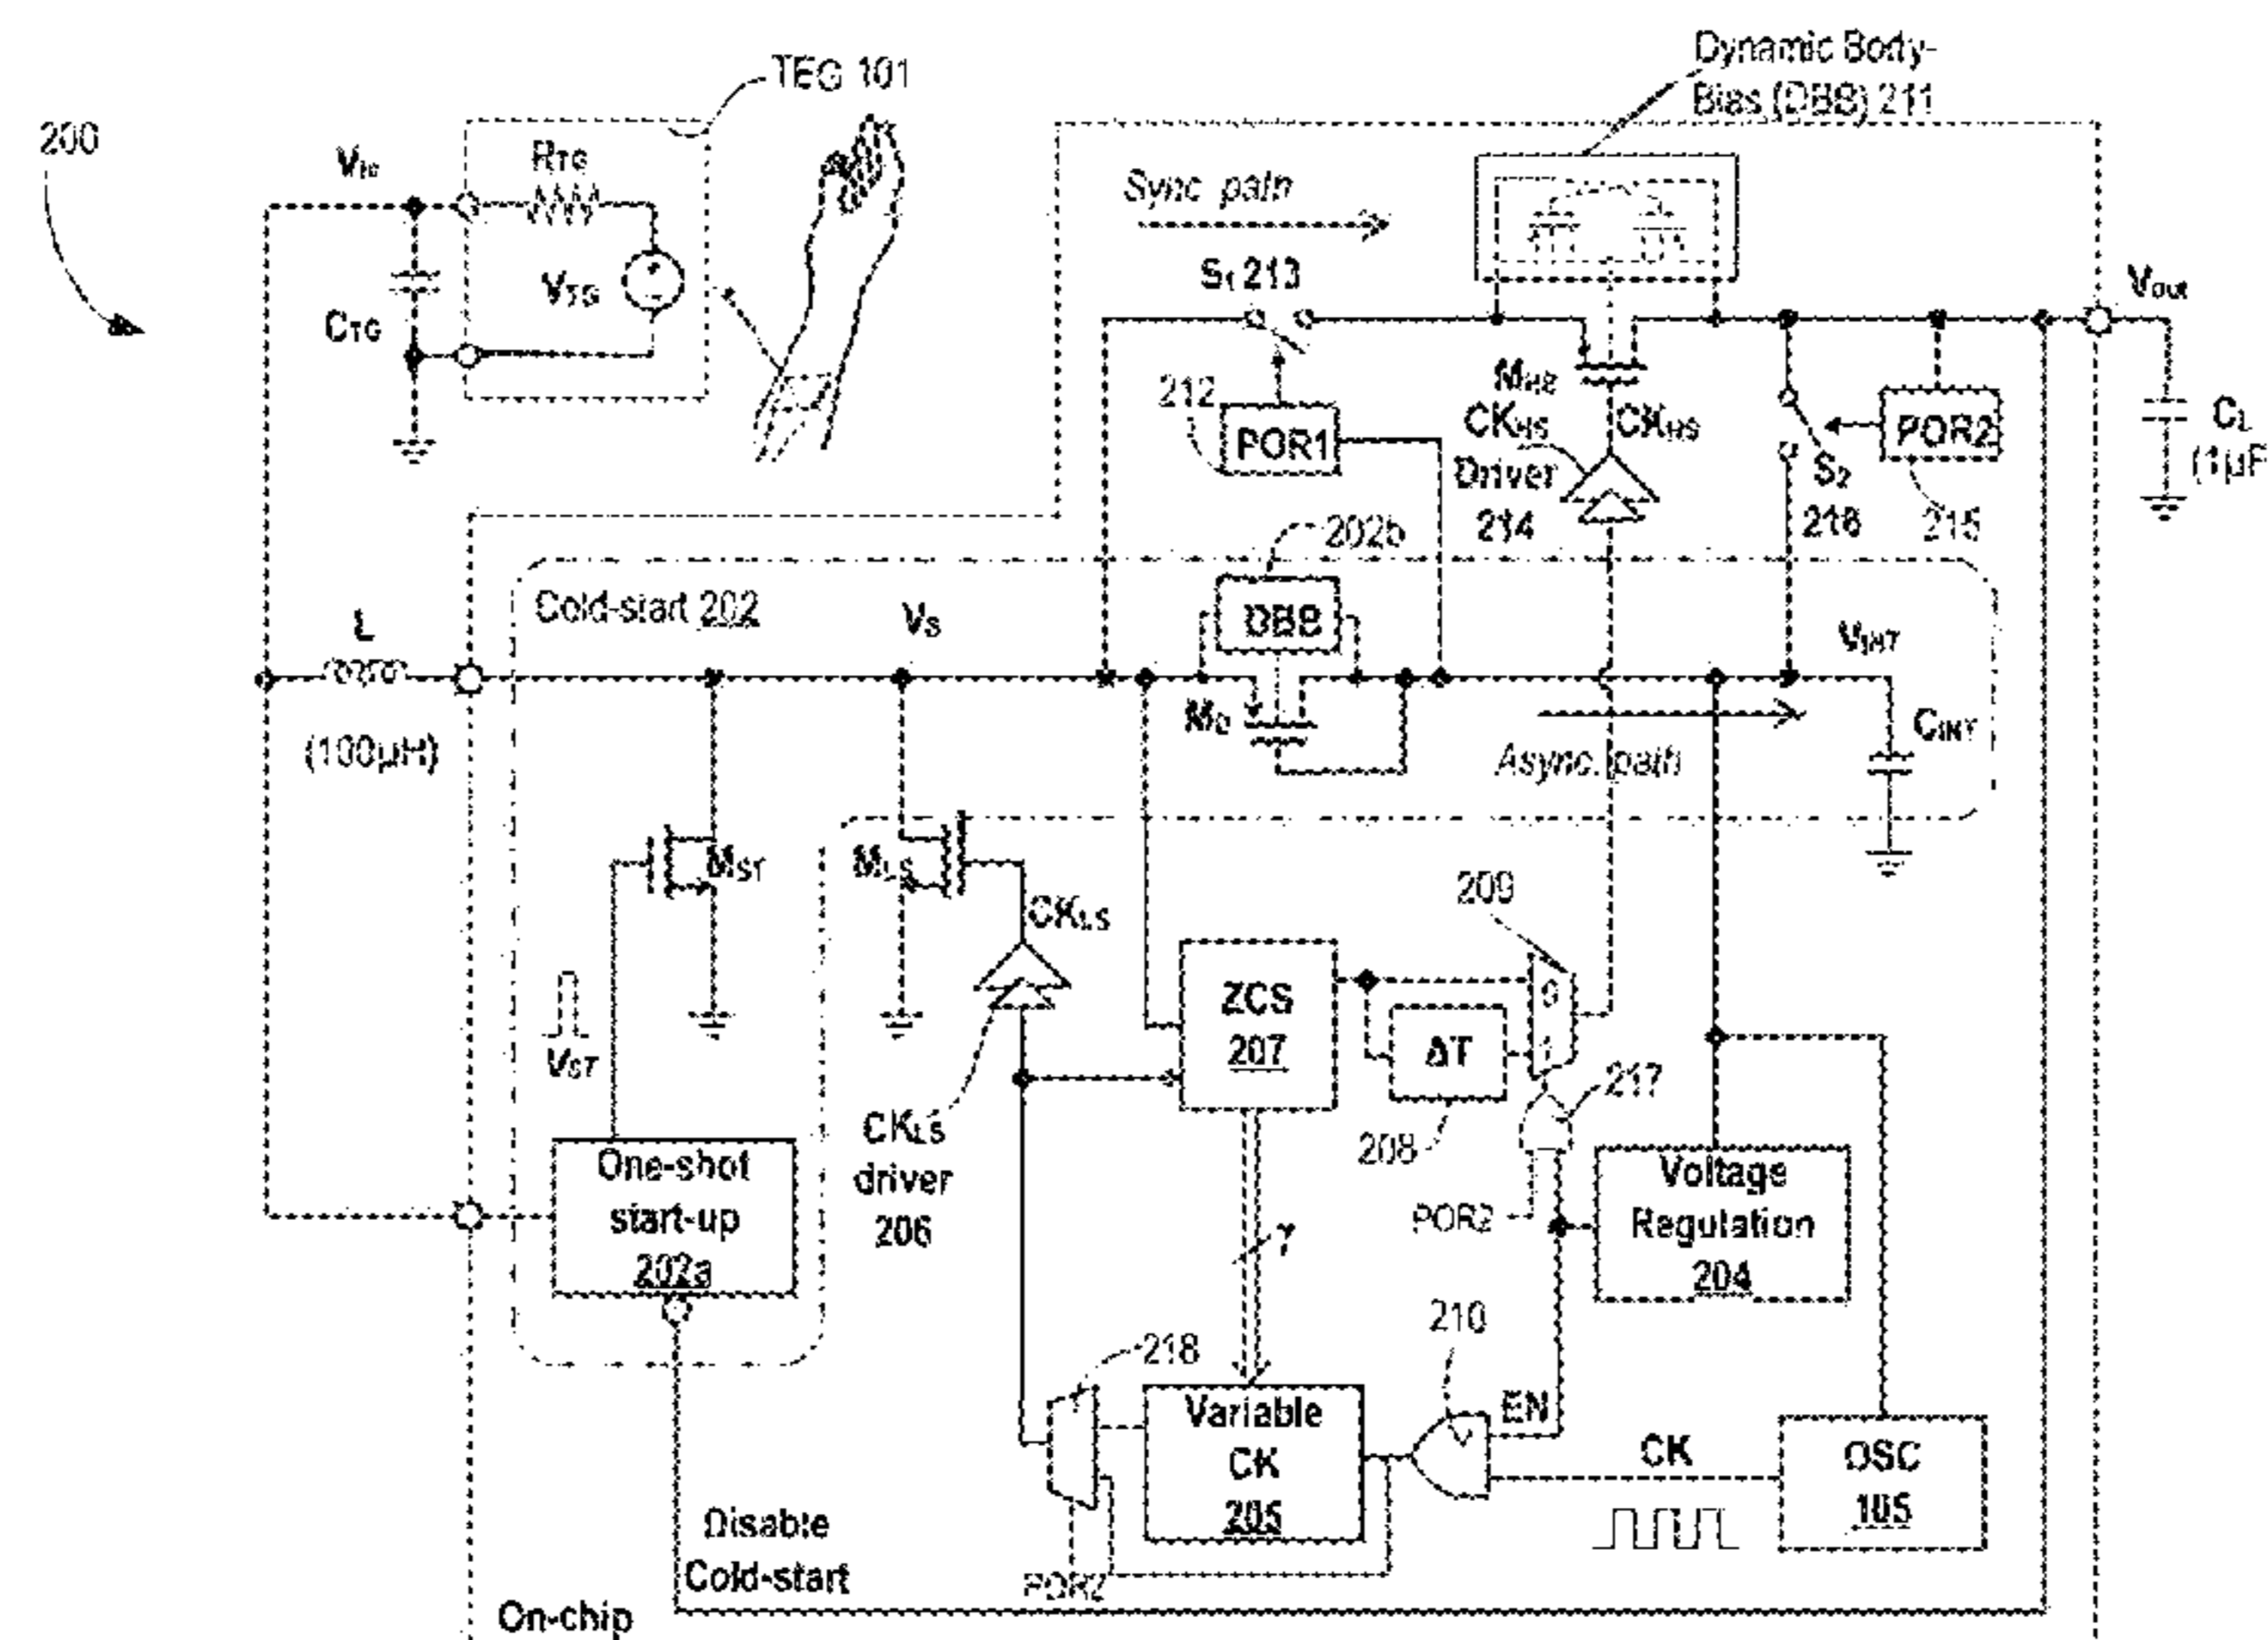 200
TEG 101
Dynamic Body-
Bias (DBB) 211
RTG
VTG
CTG
Sync path
S1 213
Vout
212
POR1
MHS
CKHS
Driver
214
CKHS
S2
216
POR2
215
CL
(1µF
202b
Cold-start 202
DBB
L
(100µH)
VS
VINT
MD
Async. path
CINT
MST
MLS
CKLS
209
VST
ZCS
207
ΔT
0
1
217
208
CKLS
driver
206
One-shot
start-up
202a
POR2
Voltage
Regulation
204
7
210
218
EN
Variable
CK
205
CK
OSC
105
Disable
Cold-start
POR2
On-chip